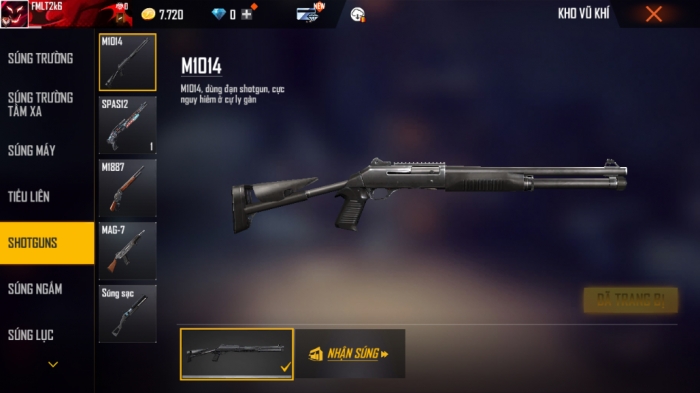 FMLT2k6
0
7.720
0
NEW
KHO VŨ KHÍ
SÚNG TRƯỜNG
SÚNG TRƯỜNG
TẦM XA
SÚNG MÁY
TIỂU LIÊN
SHOTGUNS
SÚNG NGẮM
SÚNG LỤC
M1014
SPAS12
1
M1887
MAG-7
Súng sạc
M1014
M1014, dùng đạn shotgun, cực
nguy hiểm ở cự ly gần
ĐÃ TRANG BỊ
NHẬN SÚNG